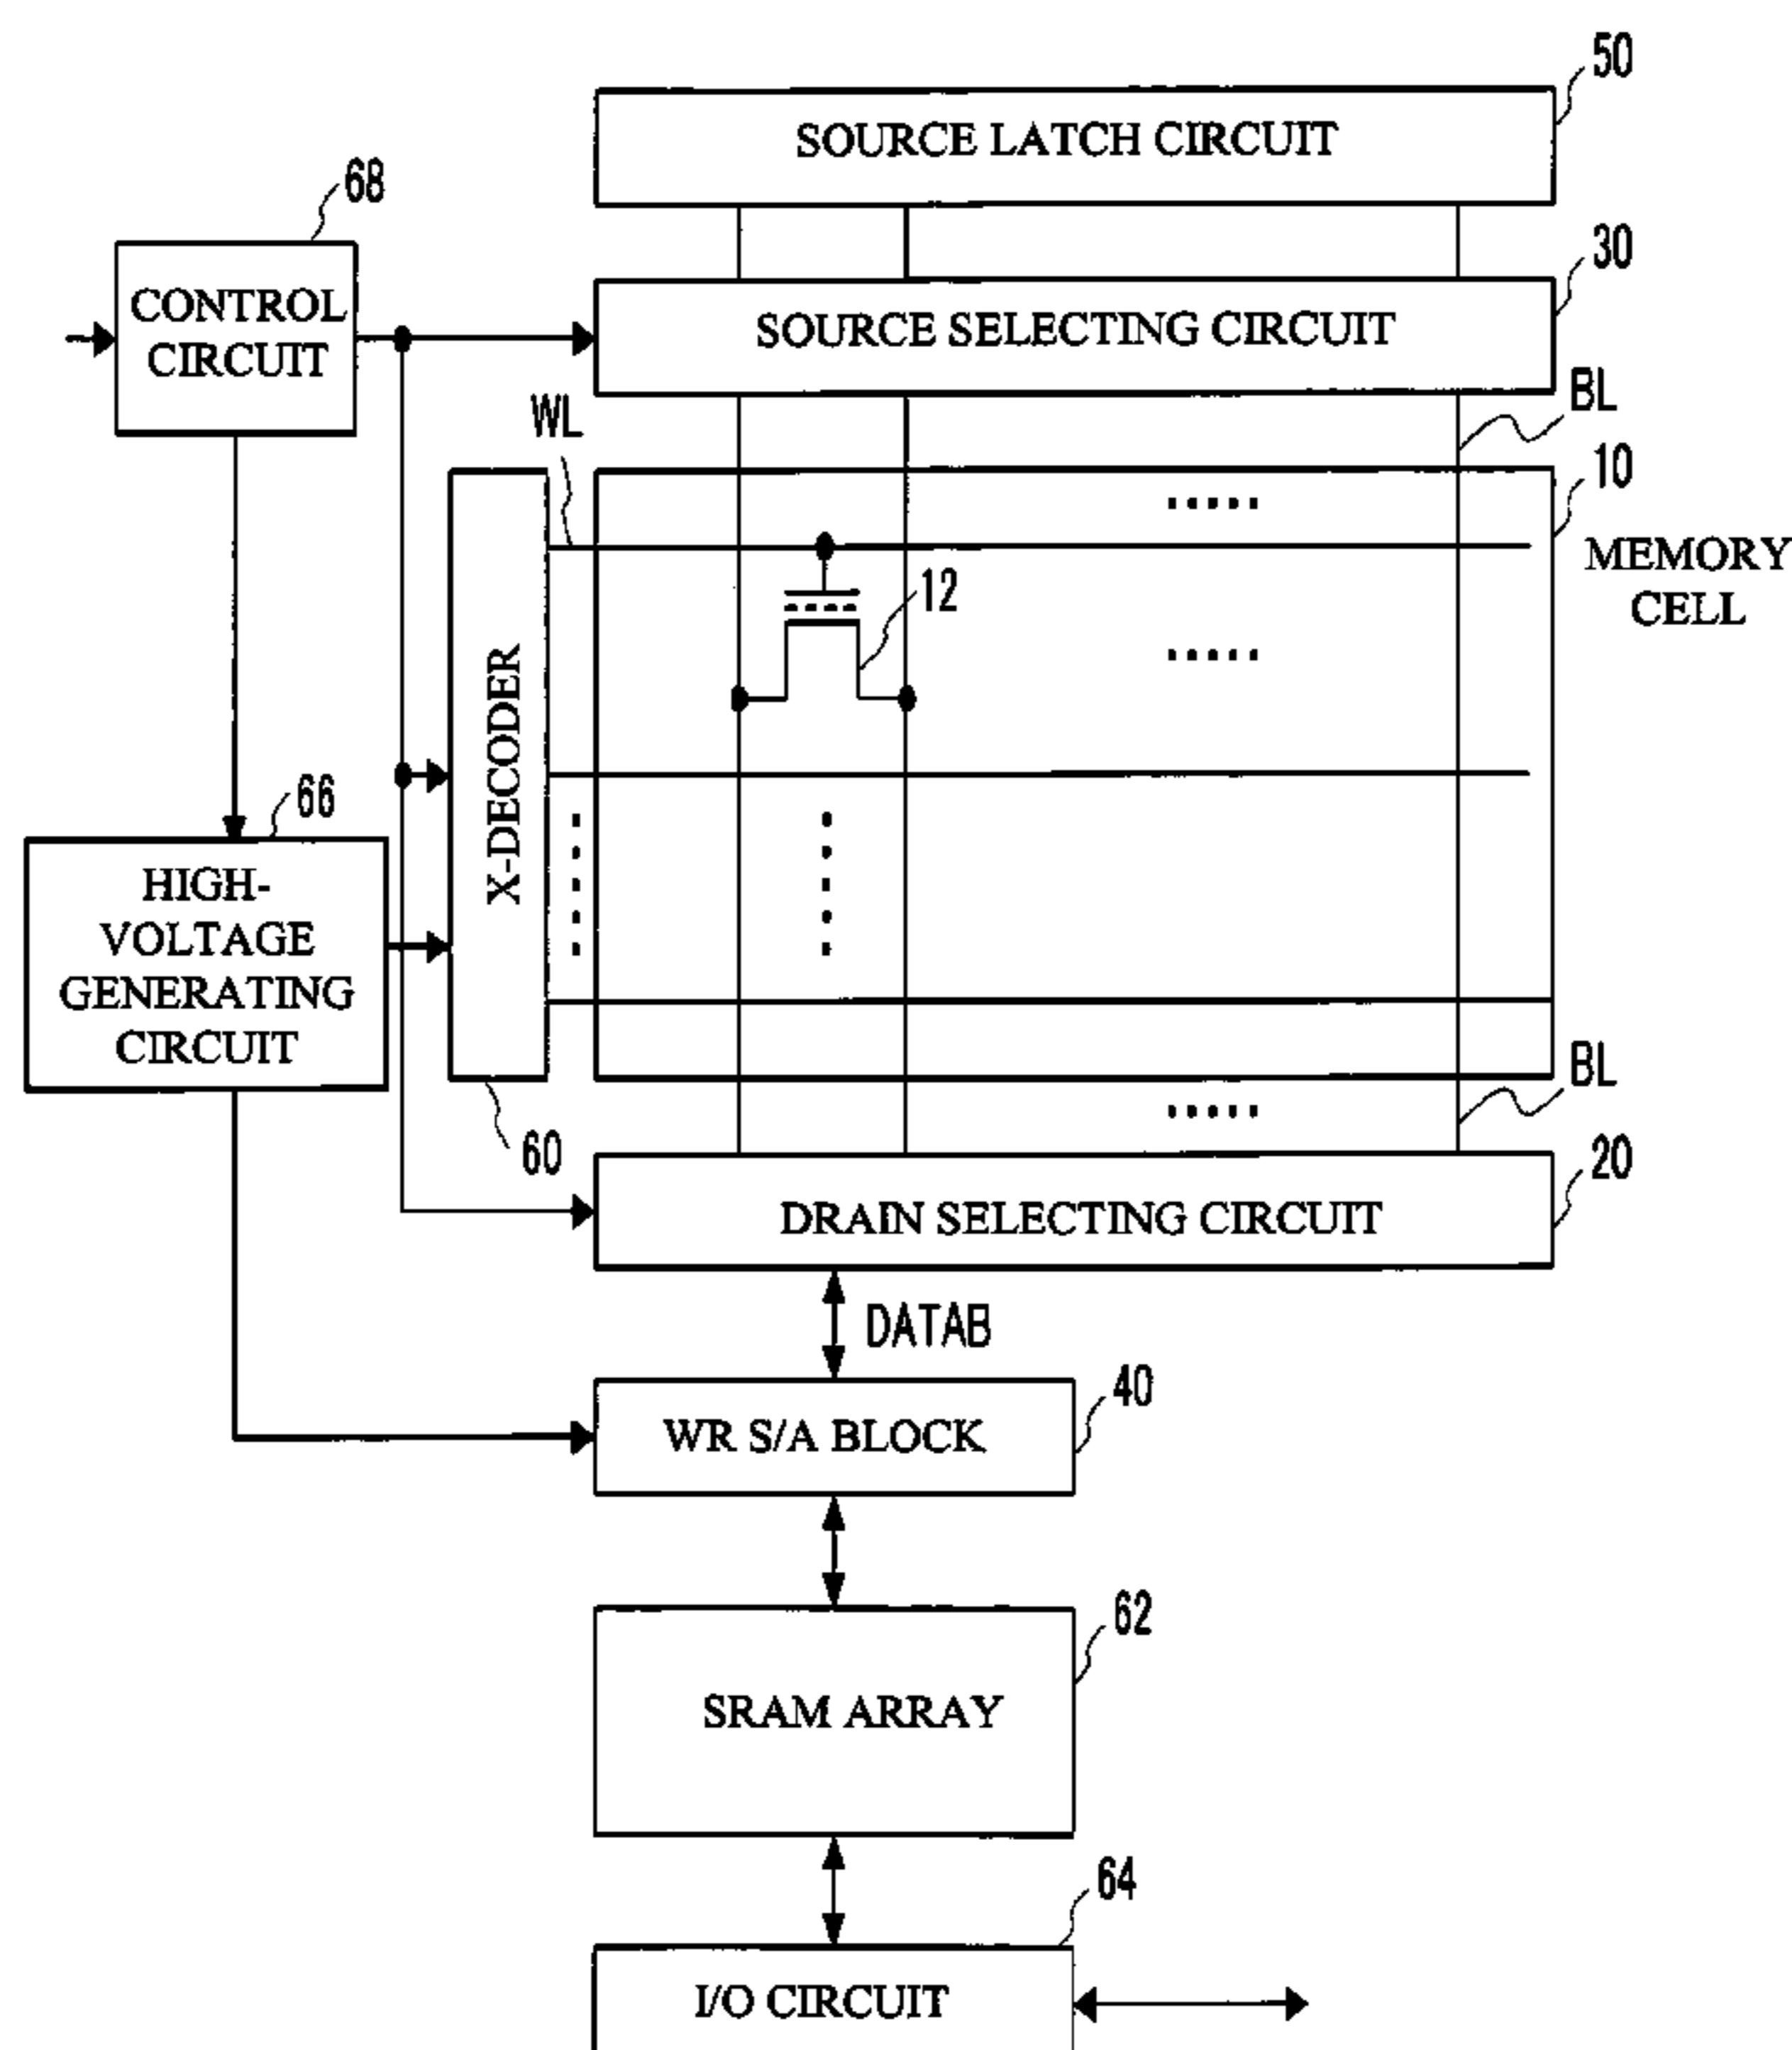 50
SOURCE LATCH CIRCUIT
68
30
CONTROL
CIRCUIT
SOURCE SELECTING CIRCUIT
WL
BL
10
MEMORY
CELL
12
X-DECODER
66
HIGH-
VOLTAGE
GENERATING
CIRCUIT
BL
60
20
DRAIN SELECTING CIRCUIT
DATAB
40
WR S/A BLOCK
62
SRAM ARRAY
64
I/O CIRCUIT